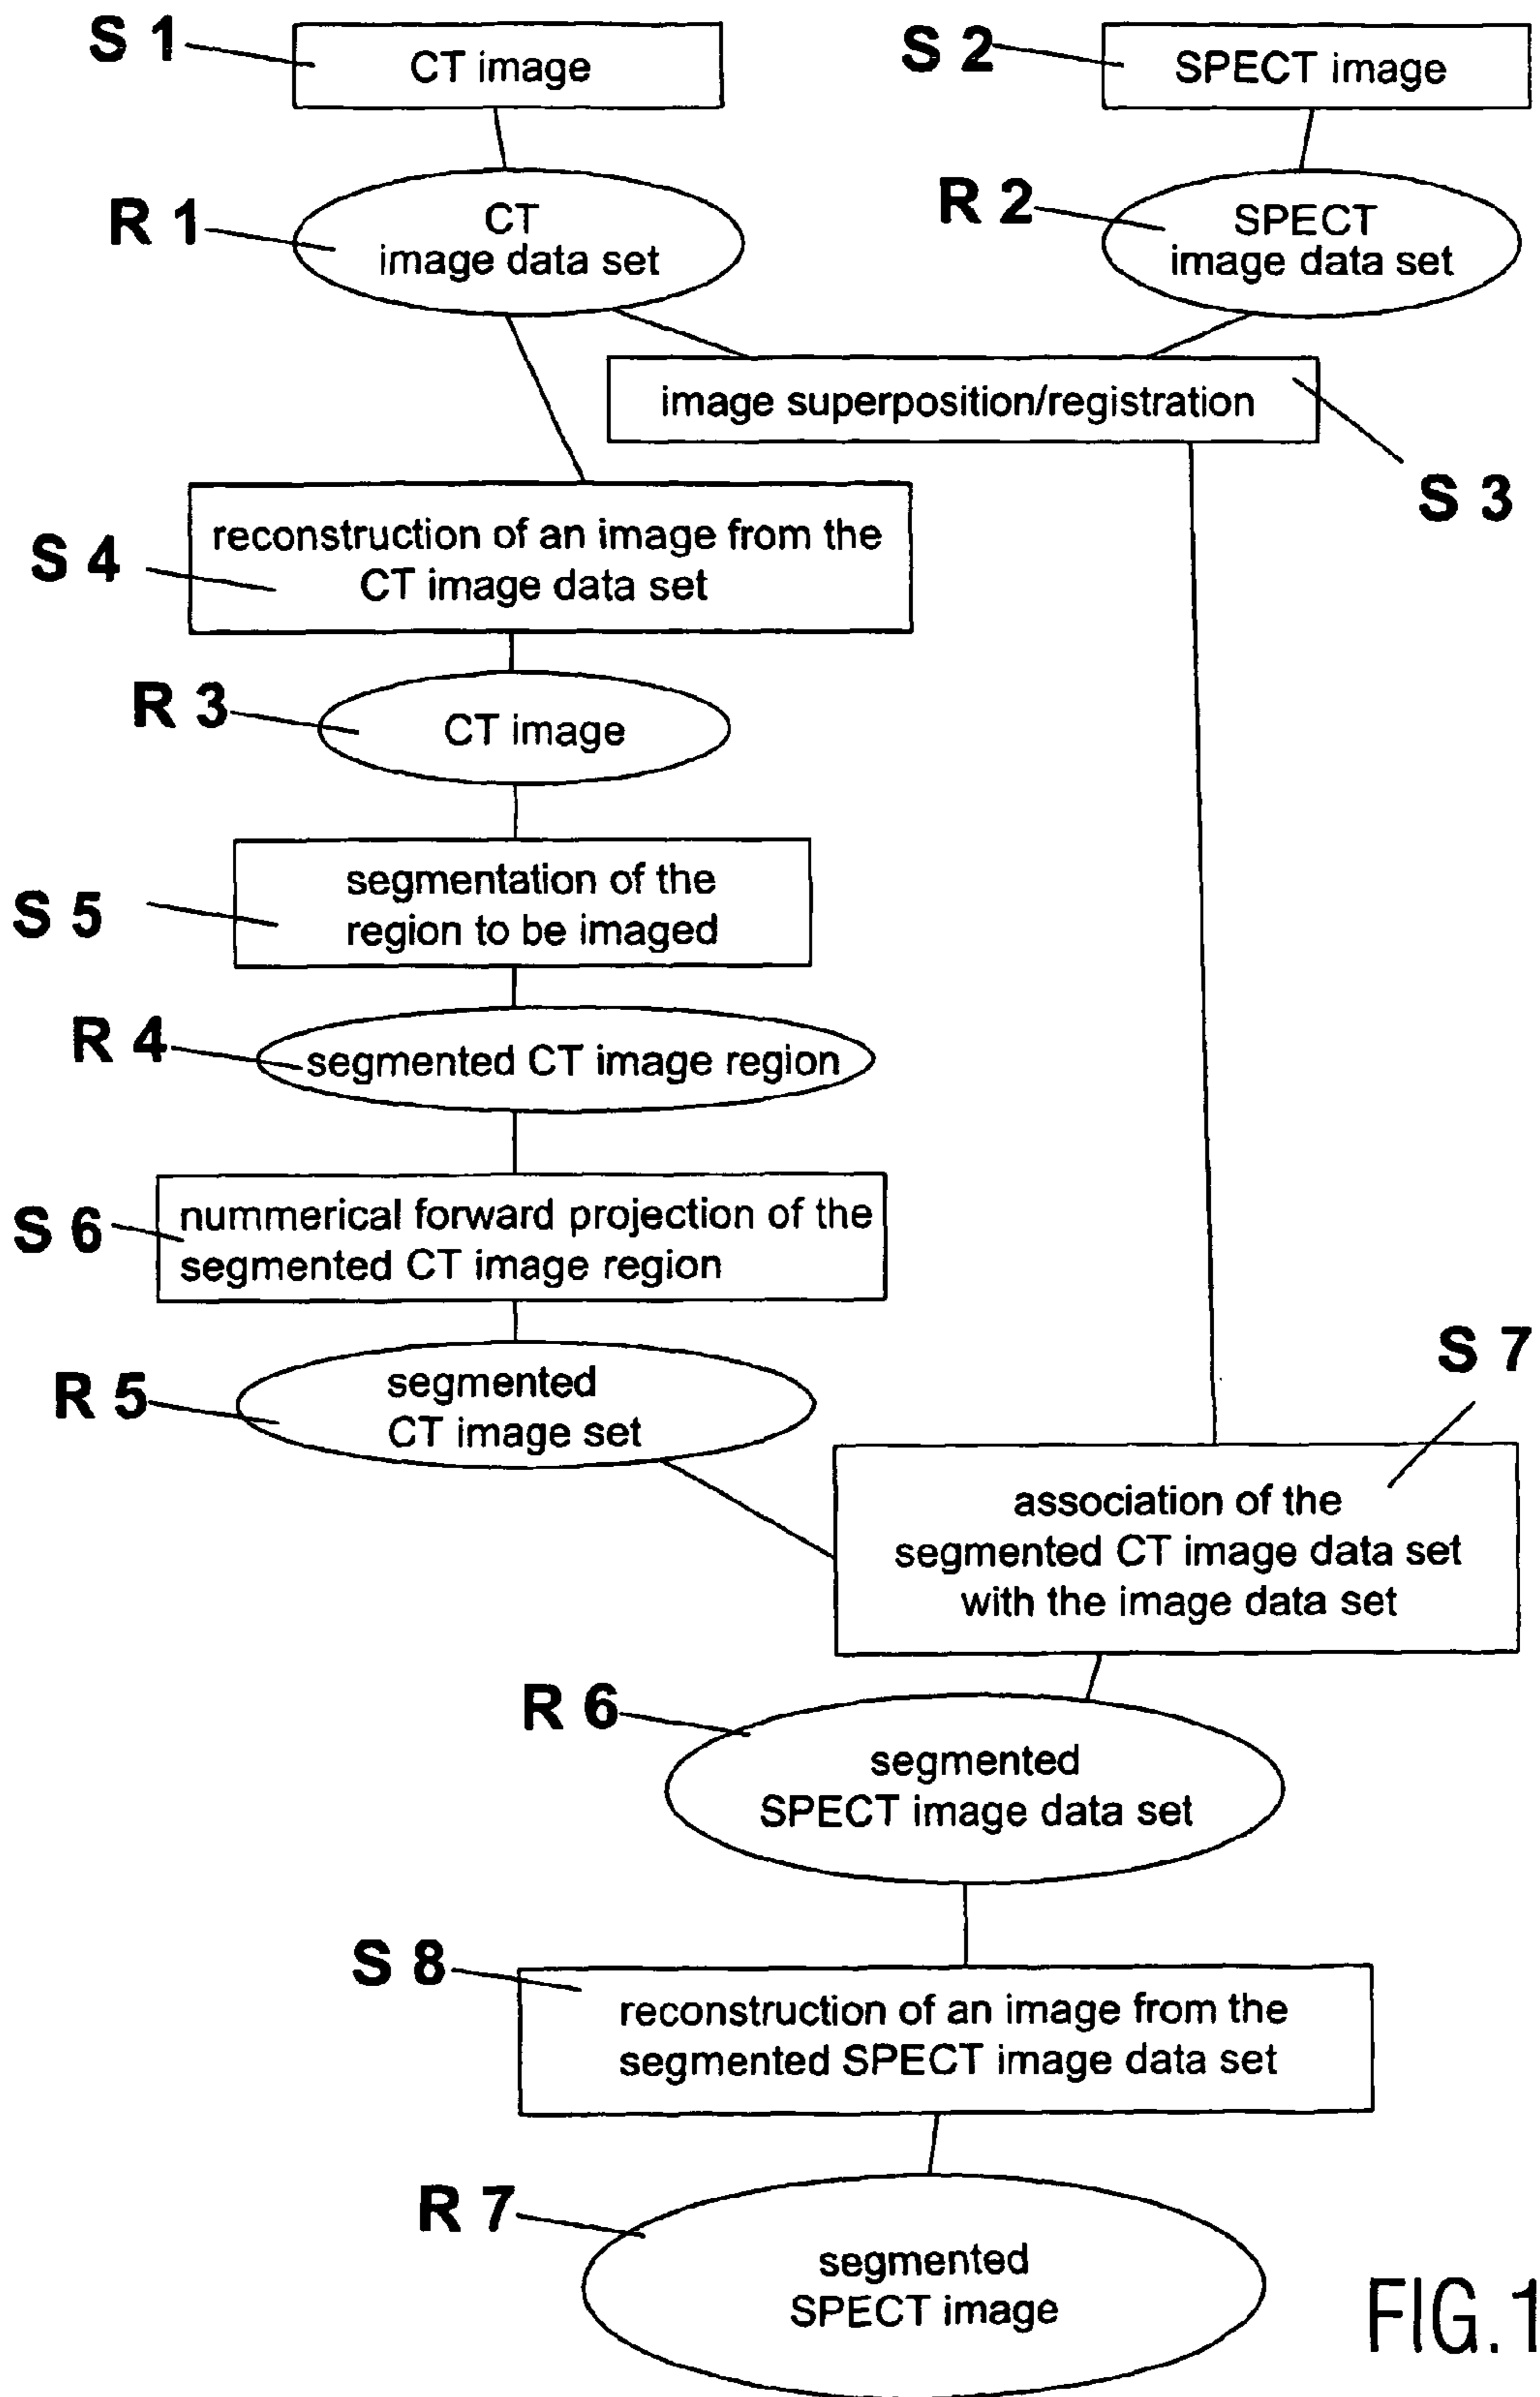 S 1
CT image
S 2
SPECT image
R 1
CT
image data set
R 2
SPECT
image data set
image superposition/registration
S 3
S 4
reconstruction of an image from the
CT image data set
R 3
CT image
S 5
segmentation of the
region to be imaged
R 4
segmented CT image region
S 6
nummerical forward projection of the
segmented CT image region
R 5
segmented
CT image set
S 7
association of the
segmented CT image data set
with the image data set
R 6
segmented
SPECT image data set
S 8
reconstruction of an image from the
segmented SPECT image data set
R 7
segmented
SPECT image
FIG.1